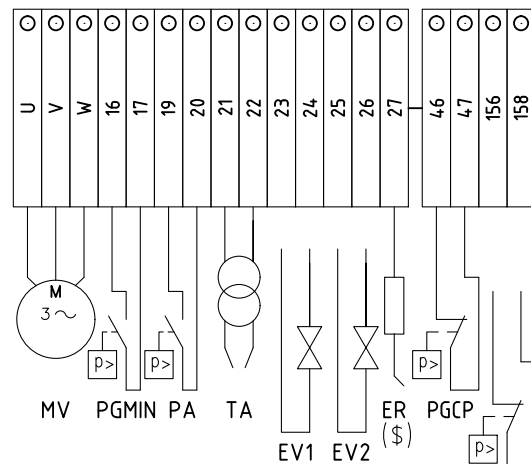 U V W 16 17 19 20 21 22 23 24 25 26 27 46 47 156 158
M
3~
p> p> p>
MV PGMIN PA TA ER PGCP
($)
EV1 EV2 p>